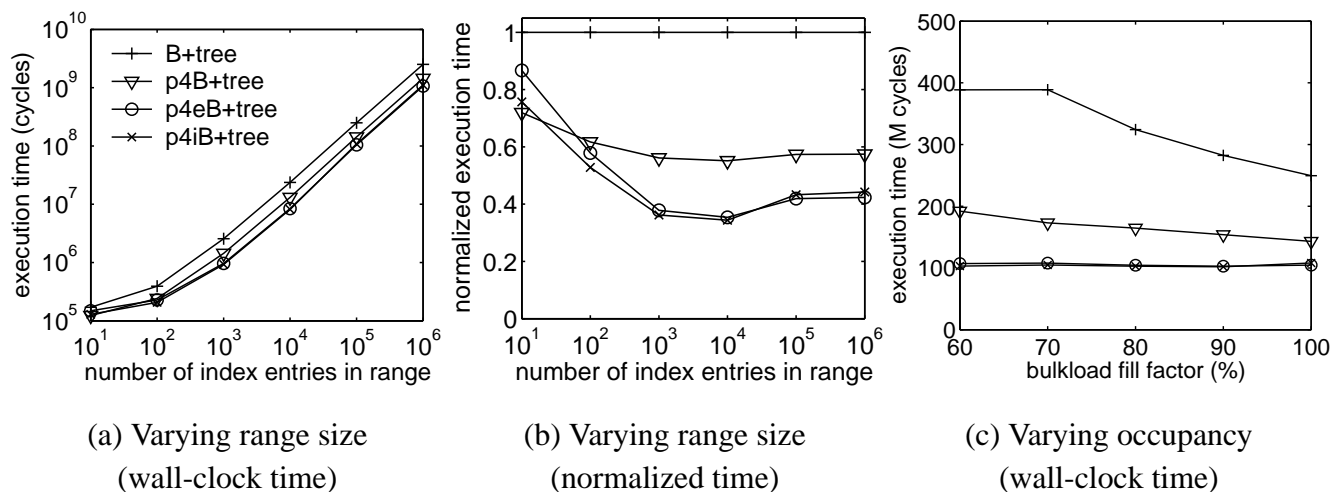 execution time (cycles)
10^10
10^9
10^8
10^7
10^6
10^5
B+tree
p4B+tree
p4eB+tree
p4iB+tree
10^1 10^2 10^3 10^4 10^5 10^6
number of index entries in range
(a) Varying range size
(wall-clock time)
normalized execution time
1
0.8
0.6
0.4
0.2
0
10^1 10^2 10^3 10^4 10^5 10^6
number of index entries in range
(b) Varying range size
(normalized time)
execution time (M cycles)
500
400
300
200
100
0
60 70 80 90 100
bulkload fill factor (%)
(c) Varying occupancy
(wall-clock time)